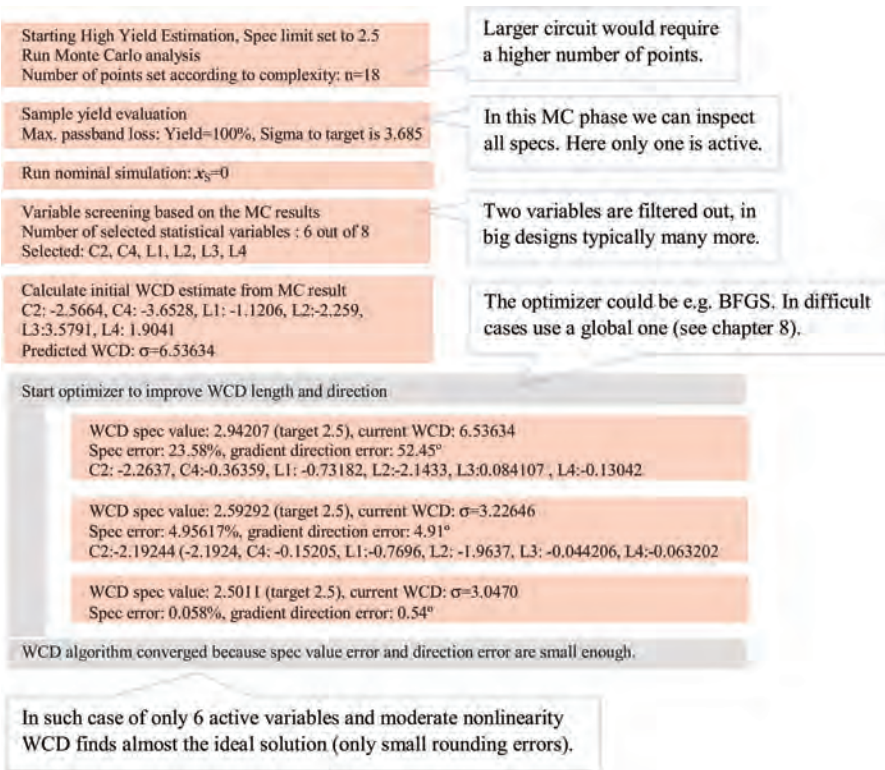 Starting High Yield Estimation, Spec limit set to 2.5
Run Monte Carlo analysis
Number of points set according to complexity: n=18
Larger circuit would require
a higher number of points.
Sample yield evaluation
Max. passband loss: Yield=100%, Sigma to target is 3.685
In this MC phase we can inspect
all specs. Here only one is active.
Run nominal simulation: xS=0
Variable screening based on the MC results
Number of selected statistical variables : 6 out of 8
Selected: C2, C4, L1, L2, L3, L4
Two variables are filtered out, in
big designs typically many more.
Calculate initial WCD estimate from MC result
C2: -2.5664, C4: -3.6528, L1: -1.1206, L2:-2.259,
L3:3.5791, L4: 1.9041
Predicted WCD: σ=6.53634
The optimizer could be e.g. BFGS. In difficult
cases use a global one (see chapter 8).
Start optimizer to improve WCD length and direction
WCD spec value: 2.94207 (target 2.5), current WCD: 6.53634
Spec error: 23.58%, gradient direction error: 52.45°
C2: -2.2637, C4:-0.36359, L1: -0.73182, L2:-2.1433, L3:0.084107 , L4:-0.13042
WCD spec value: 2.59292 (target 2.5), current WCD: σ=3.22646
Spec error: 4.95617%, gradient direction error: 4.91°
C2:-2.19244 (-2.1924, C4: -0.15205, L1:-0.7696, L2: -1.9637, L3: -0.044206, L4:-0.063202
WCD spec value: 2.5011 (target 2.5), current WCD: σ=3.0470
Spec error: 0.058%, gradient direction error: 0.54°
WCD algorithm converged because spec value error and direction error are small enough.
In such case of only 6 active variables and moderate nonlinearity
WCD finds almost the ideal solution (only small rounding errors).